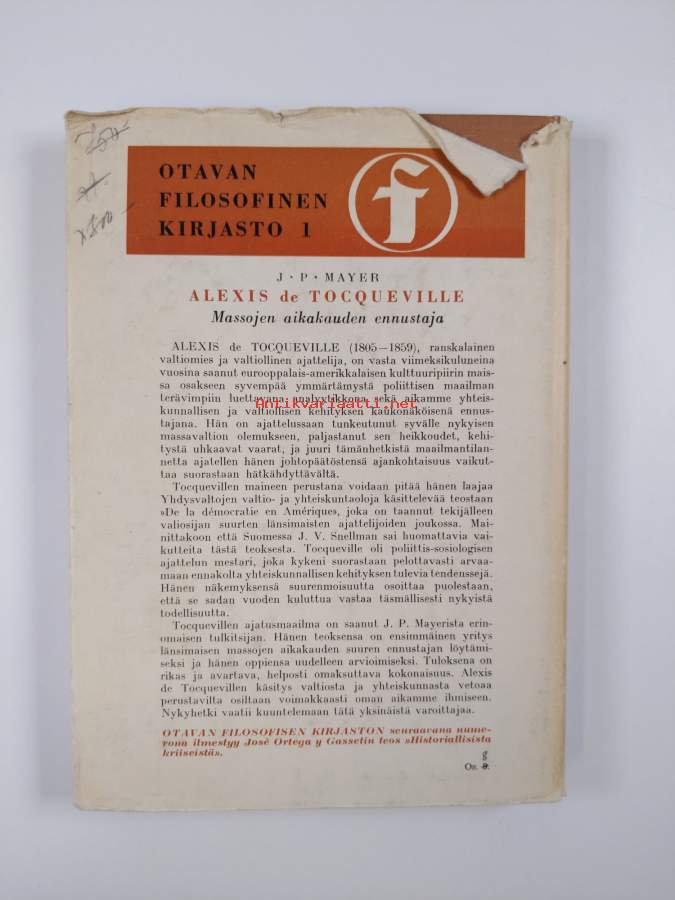 OTAVAN
FILOSOFINEN
KIRJASTO 1
f
J · P · MAYER
ALEXIS de TOCQUEVILLE
Massojen aikakauden ennustaja
ALEXIS de TOCQUEVILLE (1805—1859), ranskalainen
valtiomies ja valtiollinen ajattelija, on vasta viimeksikuluneina
vuosina saanut eurooppalais-amerikkalaisen kulttuuripiirin mais-
sa osakseen syvempää ymmärtämystä poliittisen maailman
terävimpiin luettavana analyytikkona sekä aikamme yhteis-
Antikvariaatti.net
kunnallisen ja valtiollisen kehityksen kaukonäköisenä ennus-
tajana. Hän on ajattelussaan tunkeutunut syvälle nykyisen
massavaltion olemukseen, paljastanut sen heikkoudet, kehi-
tystä uhkaavat vaarat, ja juuri tämänhetkistä maailmantilan-
netta ajatellen hänen johtopäätöstensä ajankohtaisuus vaikut-
taa suorastaan hätkähdyttävältä.
Tocquevillen maineen perustana voidaan pitää hänen laajaa
Yhdysvaltojen valtio- ja yhteiskuntaoloja käsittelevää teostaan
»De la démocratie en Amérique», joka on taannut tekijälleen
valiosijan suurten länsimaisten ajattelijoiden joukossa. Mai-
nittakoon että Suomessa J. V. Snellman sai huomattavia vai-
kutteita tästä teoksesta. Tocqueville oli poliittis-sosiologisen
ajattelun mestari, joka kykeni suorastaan pelottavasti arvaa-
maan ennakolta yhteiskunnallisen kehityksen tulevia tendenssejä.
Hänen näkemyksensä suurenmoisuutta osoittaa puolestaan,
että se sadan vuoden kuluttua vastaa täsmällisesti nykyistä
todellisuutta.
Tocquevillen ajatusmaailma on saanut J. P. Mayerista erin-
omaisen tulkitsijan. Hänen teoksensa on ensimmäinen yritys
länsimaisen massojen aikakauden suuren ennustajan löytämi-
seksi ja hänen oppiensa uudelleen arvioimiseksi. Tuloksena on
rikas ja avartava, helposti omaksuttava kokonaisuus. Alexis
de Tocquevillen käsitys valtiosta ja yhteiskunnasta vetoaa
perustavilta osiltaan voimakkaasti oman aikamme ihmiseen.
Nykyhetki vaatii kuuntelemaan tätä yksinäistä varoittajaa.
OTAVAN FILOSOFISEN KIRJASTON seuraavana nume-
rona ilmestyy José Ortega y Gassetin teos »Historiallisista
kriiseistä».